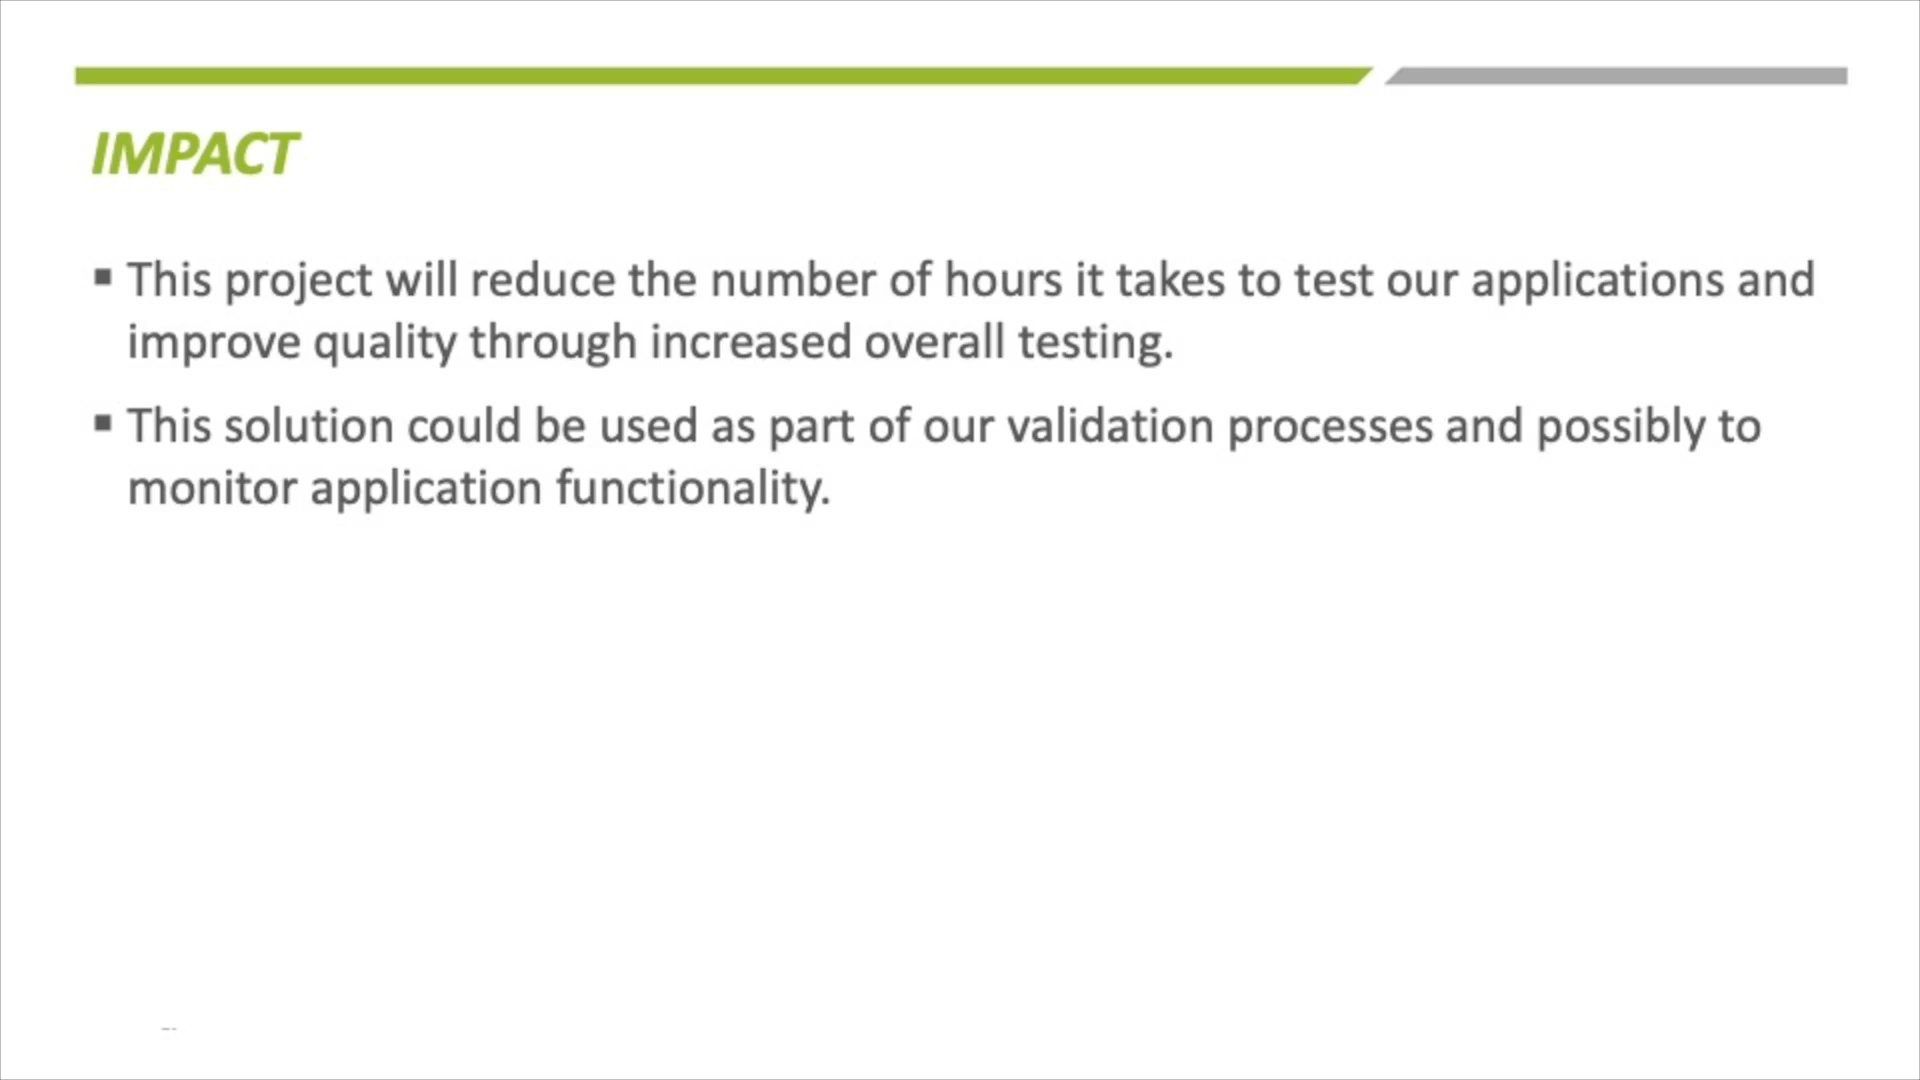 IMPACT
▪ This project will reduce the number of hours it takes to test our applications and
improve quality through increased overall testing.
▪ This solution could be used as part of our validation processes and possibly to
monitor application functionality.